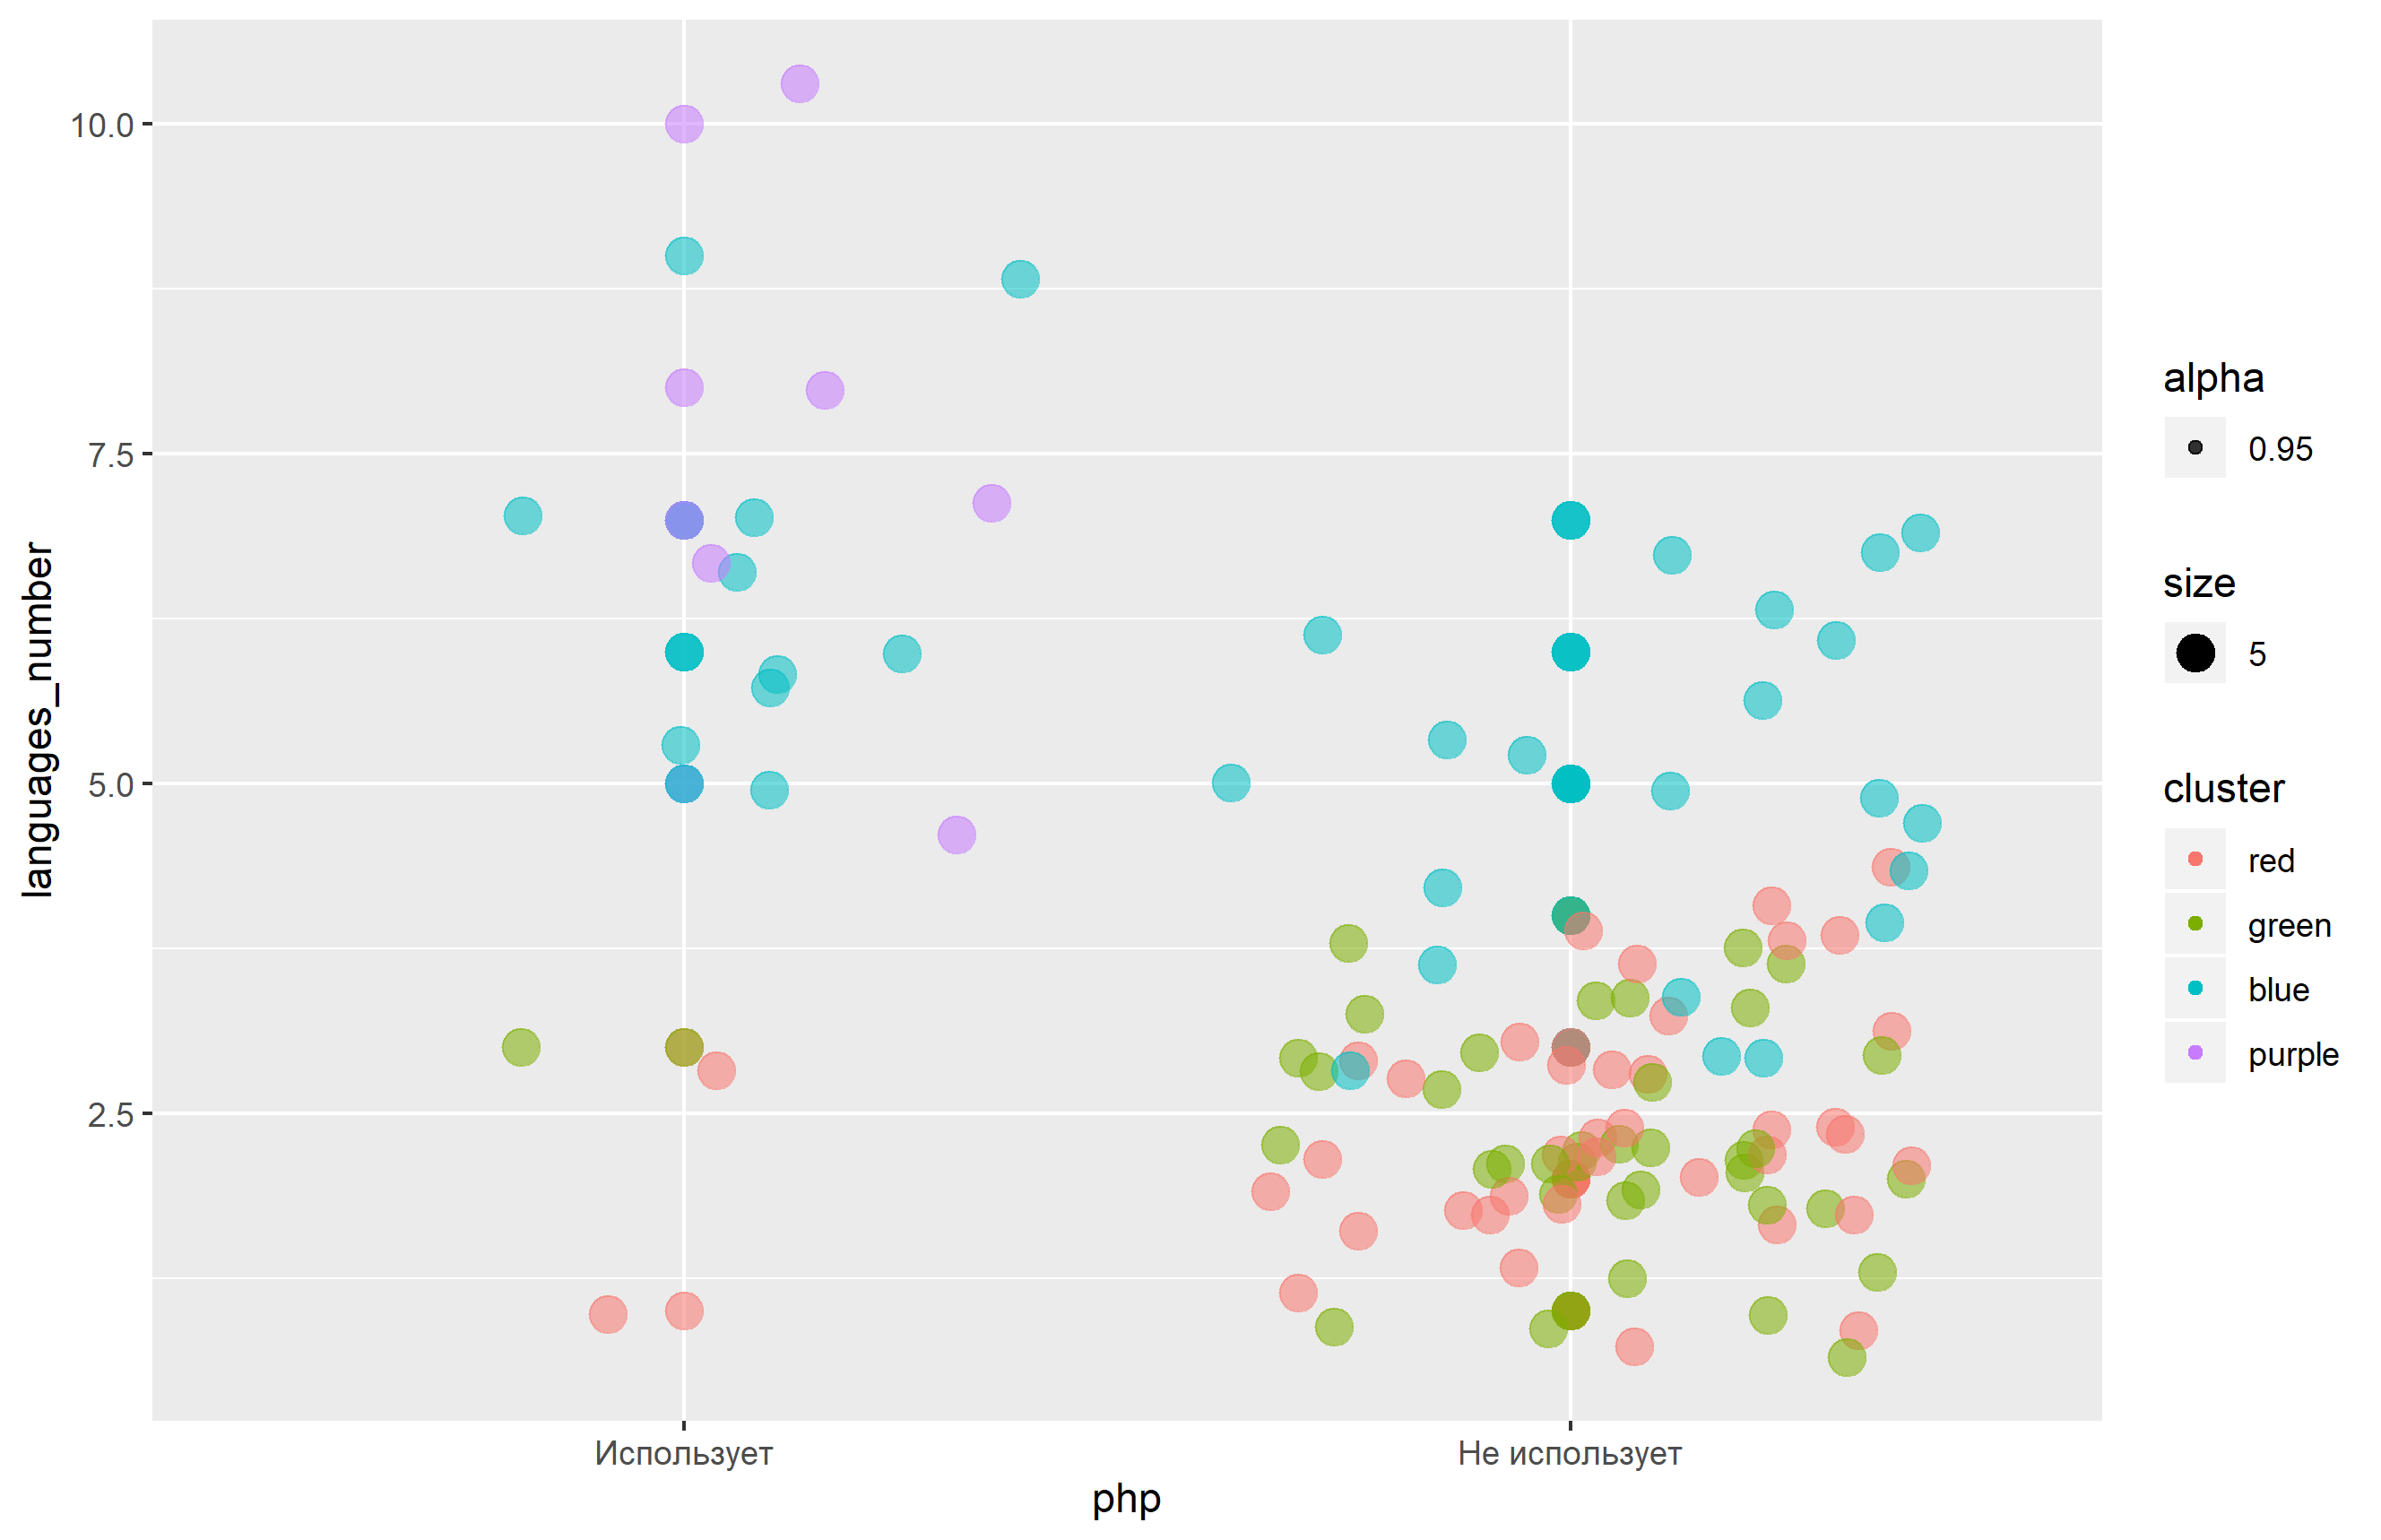 languages_number
10.0
7.5
5.0
2.5
Использует
Не использует
php
alpha
0.95
size
5
cluster
red
green
blue
purple